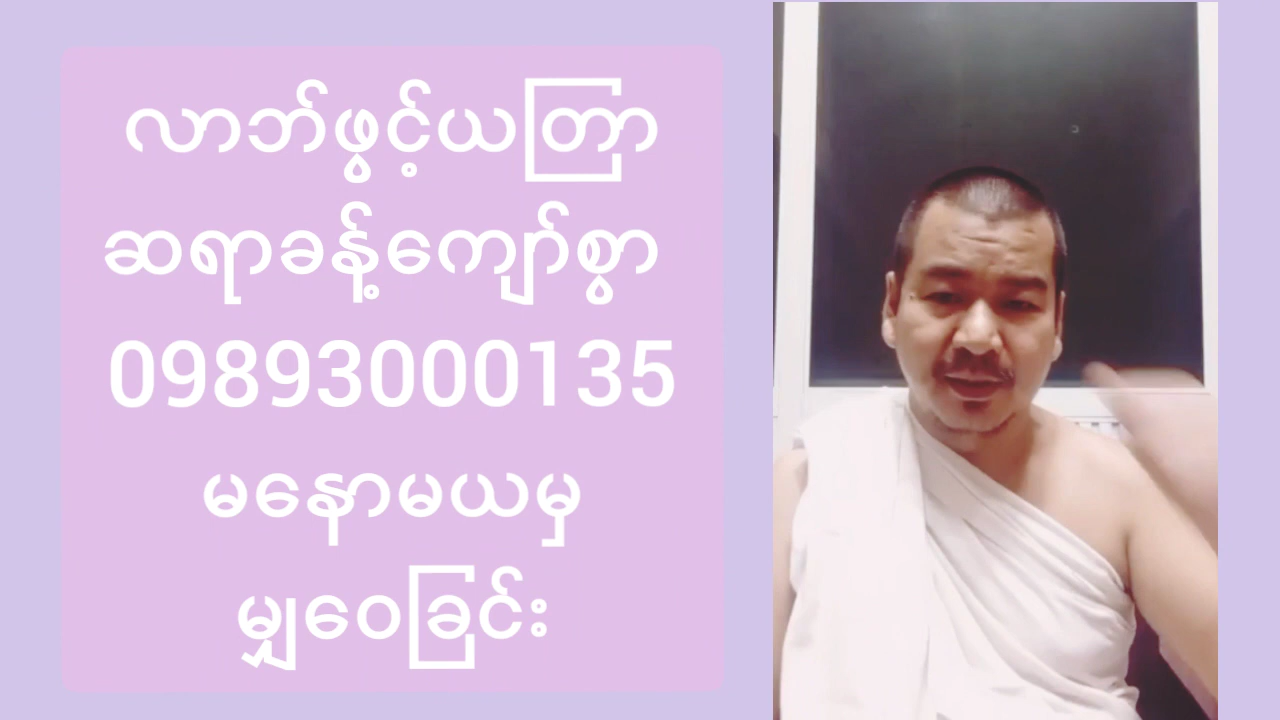 လာဘ်ဖွင့်ယတြာ
ဆရာခန့်ကျော်စွာ
09893000135
မနောမယမှ
မျှဝေခြင်း